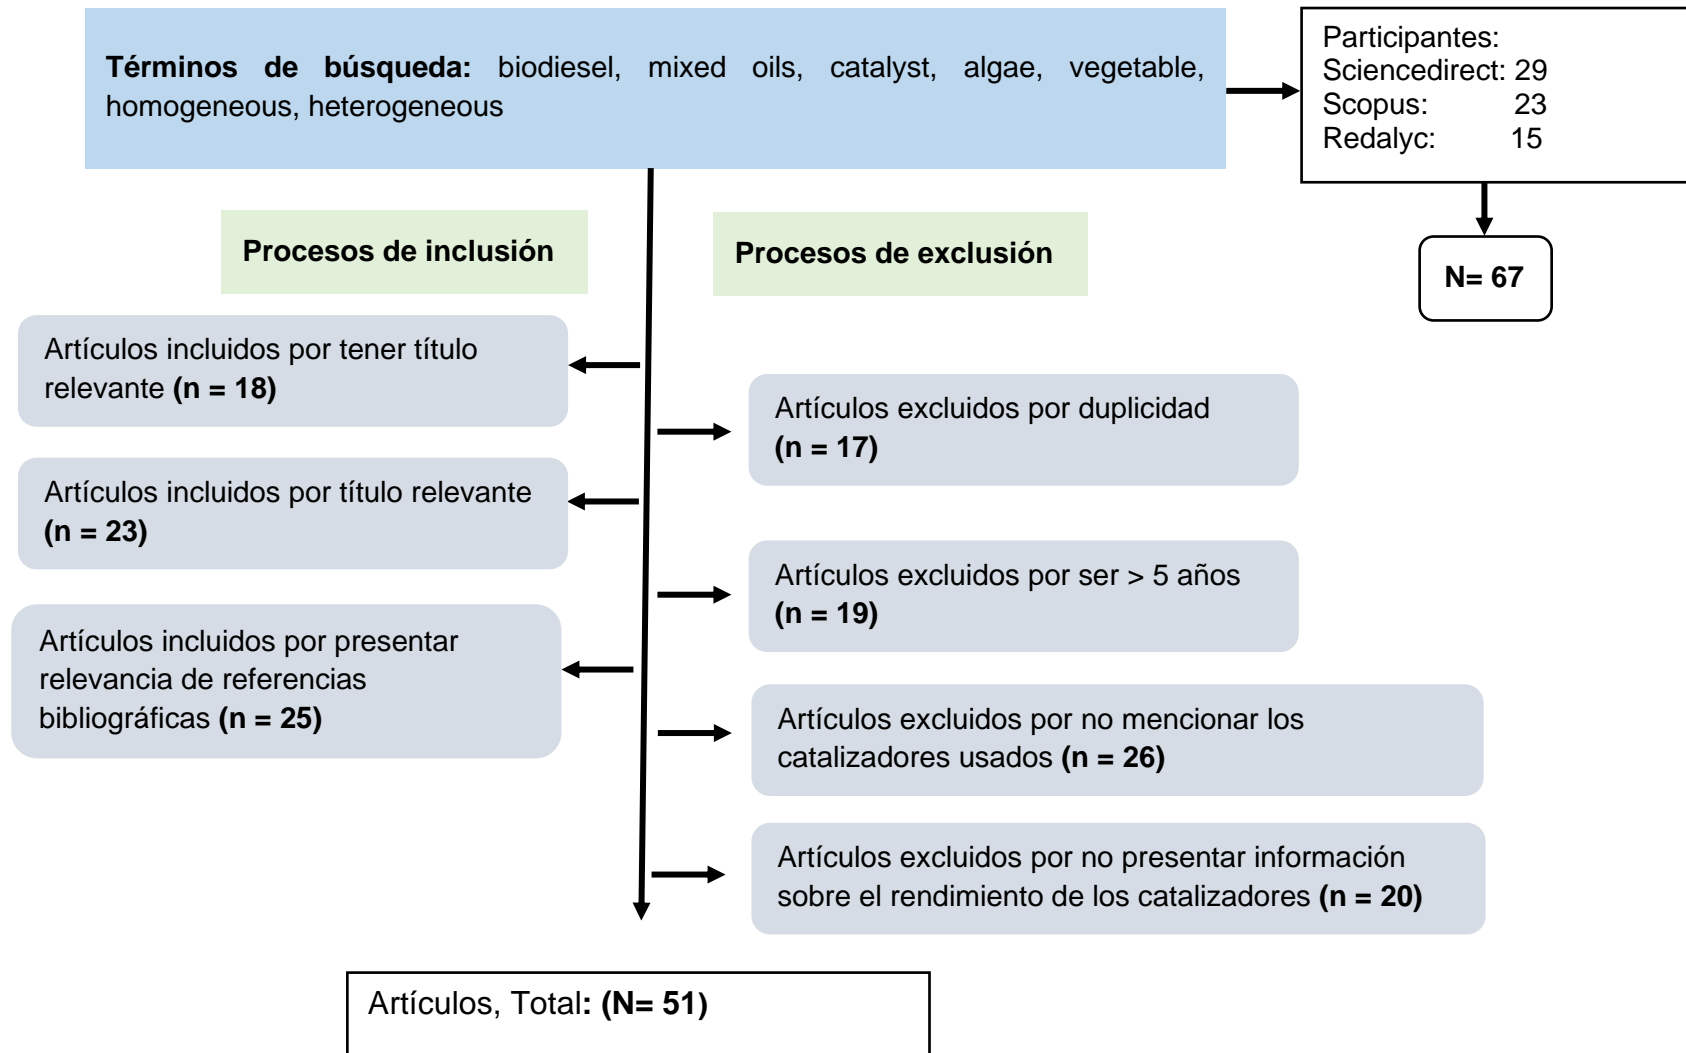 Términos de búsqueda: biodiesel, mixed oils, catalyst, algae, vegetable,
homogeneous, heterogeneous
Participantes:
Sciencedirect: 29
Scopus: 23
Redalyc: 15
N= 67
Procesos de inclusión
Procesos de exclusión
Artículos incluidos por tener título
relevante (n = 18)
Artículos excluidos por duplicidad
(n = 17)
Artículos incluidos por título relevante
(n = 23)
Artículos excluidos por ser > 5 años
(n = 19)
Artículos incluidos por presentar
relevancia de referencias
bibliográficas (n = 25)
Artículos excluidos por no mencionar los
catalizadores usados (n = 26)
Artículos excluidos por no presentar información
sobre el rendimiento de los catalizadores (n = 20)
Artículos, Total: (N= 51)